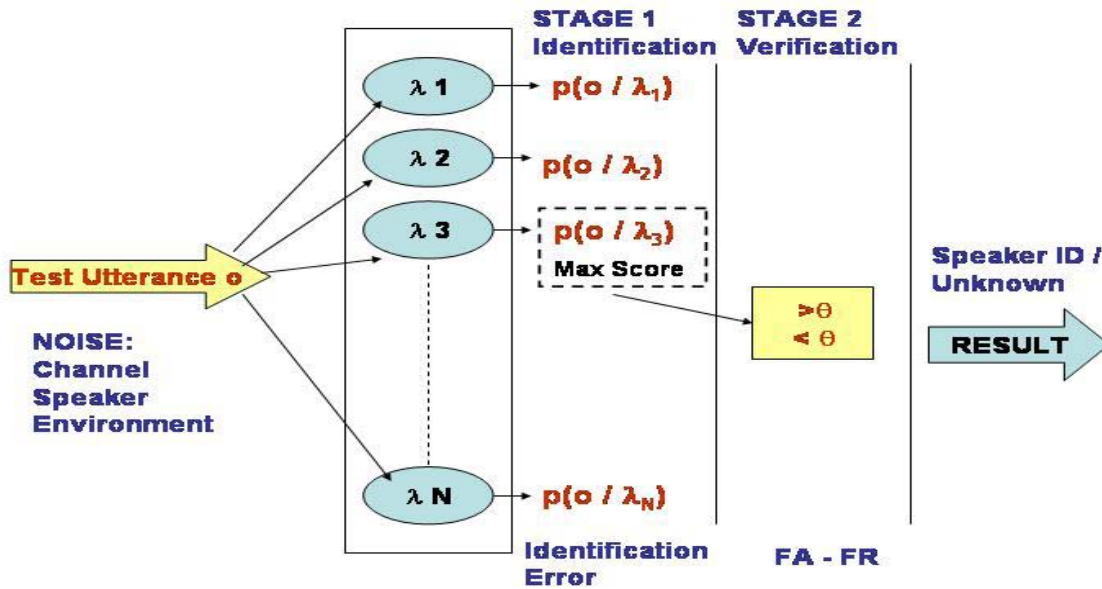 STAGE 1
Identification
STAGE 2
Verification
λ 1
p(o / λ₁)
λ 2
p(o / λ₂)
λ 3
p(o / λ₃)
Max Score
Test Utterance o
NOISE:
Channel
Speaker
Environment
>Θ
< Θ
Speaker ID /
Unknown
RESULT
λ N
p(o / λN)
Identification
Error
FA - FR